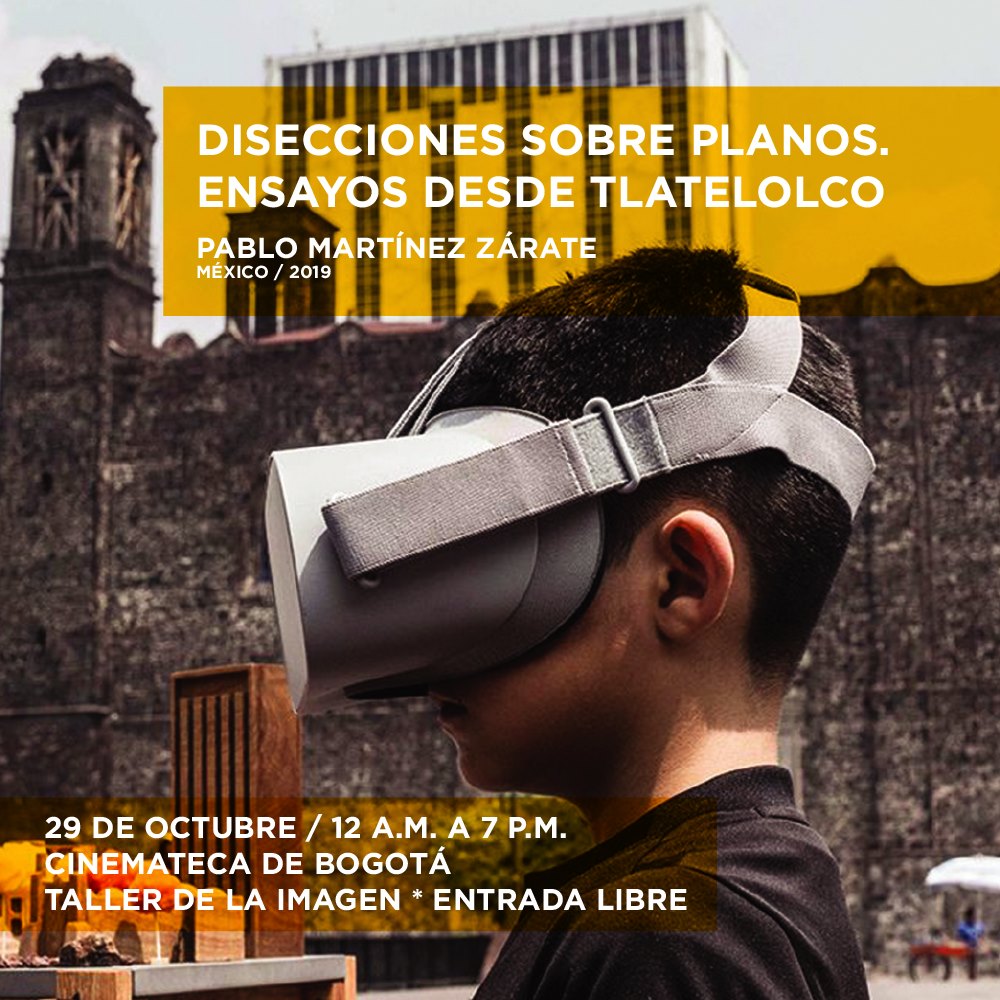 DISECCIONES SOBRE PLANOS.
ENSAYOS DESDE TLATELOLCO
PABLO MARTÍNEZ ZÁRATE
MÉXICO / 2019
29 DE OCTUBRE / 12 A.M. A 7 P.M.
CINEMATECA DE BOGOTÁ
TALLER DE LA IMAGEN * ENTRADA LIBRE